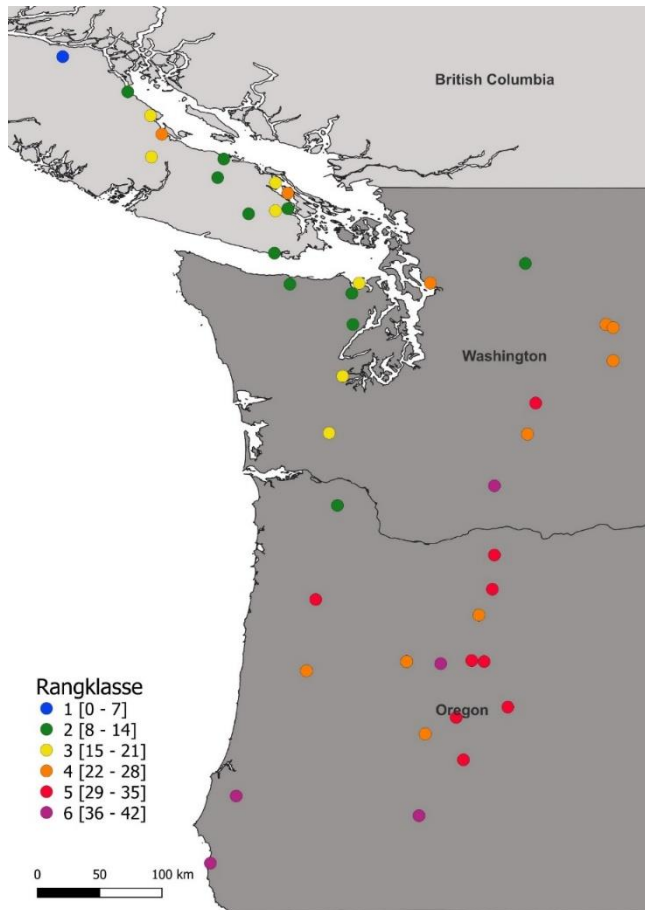 British Columbia
Washington
Oregon
Rangklasse
1 [0 - 7]
2 [8 - 14]
3 [15 - 21]
4 [22 - 28]
5 [29 - 35]
6 [36 - 42]
0 50 100 km